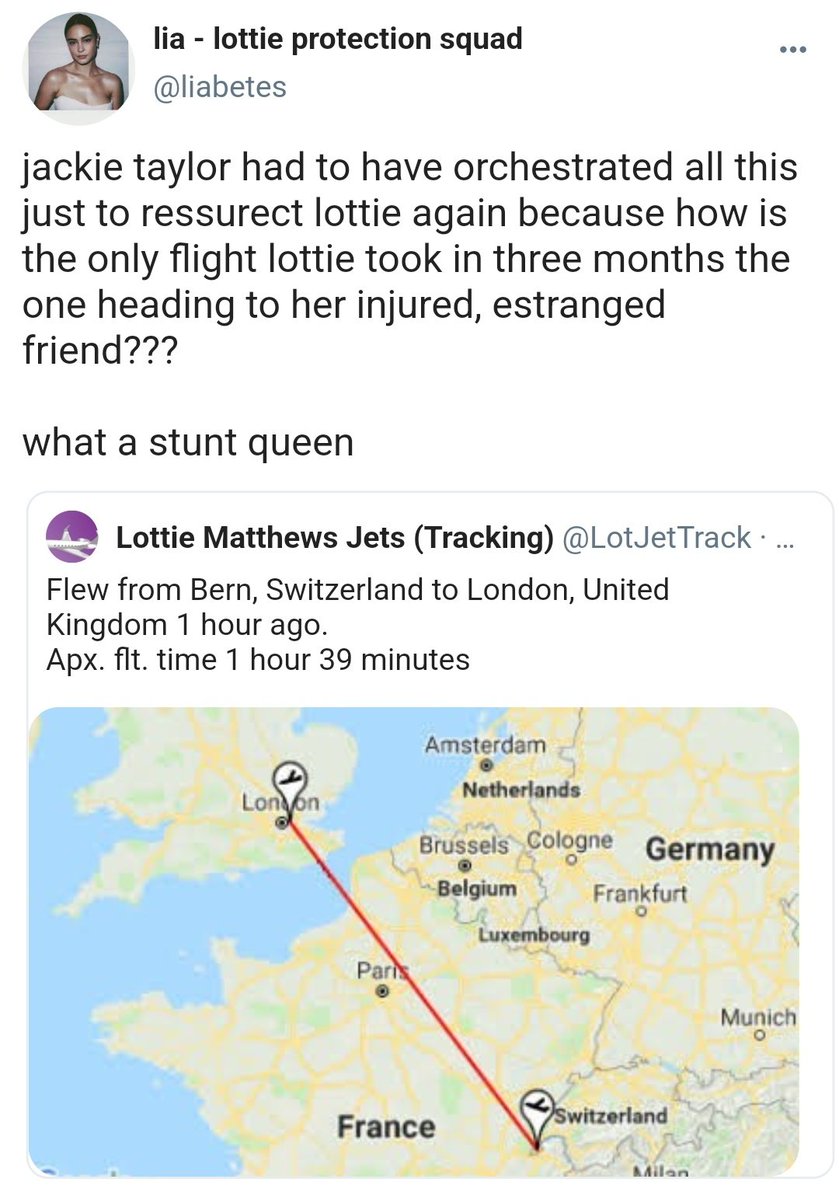 lia - lottie protection squad
@liabetes
jackie taylor had to have orchestrated all this
just to ressurect lottie again because how is
the only flight lottie took in three months the
one heading to her injured, estranged
friend???
what a stunt queen
Lottie Matthews Jets (Tracking) @LotJetTrack · ...
Flew from Bern, Switzerland to London, United
Kingdom 1 hour ago.
Apx. flt. time 1 hour 39 minutes
Amsterdam
Netherlands
London
Brussels
Cologne
Germany
Belgium
Frankfurt
Luxembourg
Paris
Munich
Switzerland
France
Milan